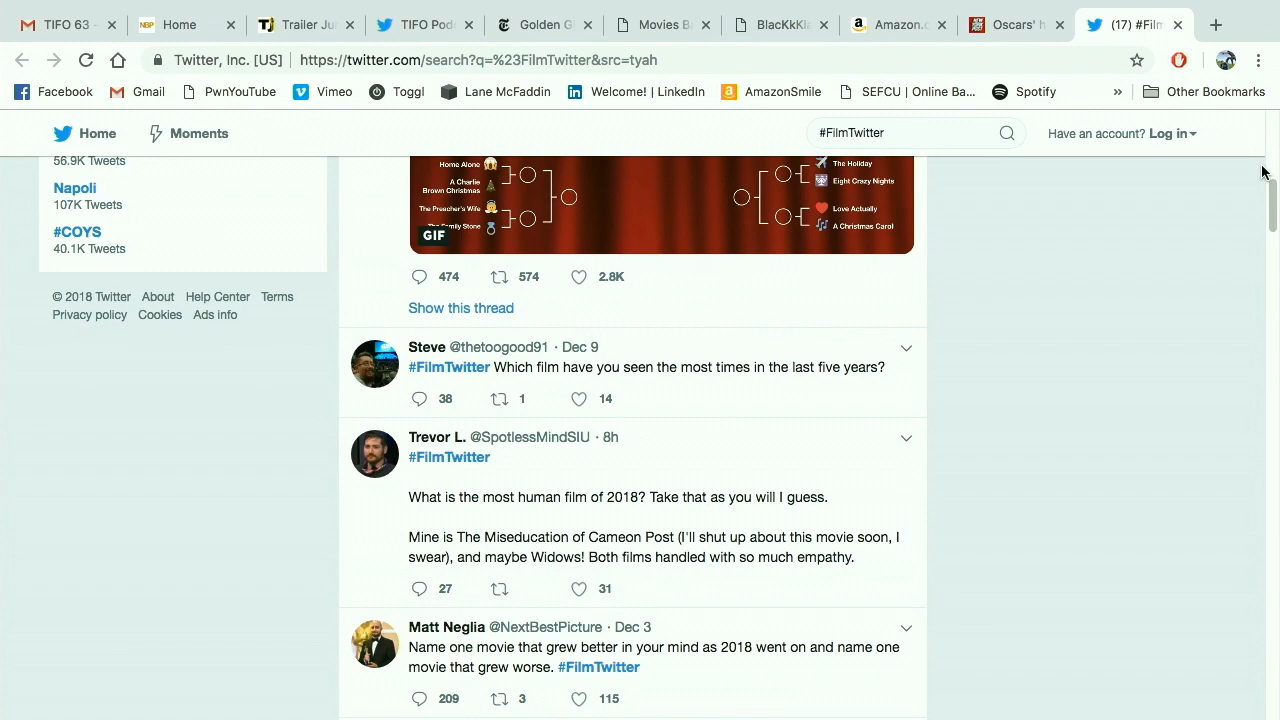 TIFO 63 -
Home
Trailer Ju
TIFO Pod
Golden G
Movies B
BlacKkKla
Amazon.c
Oscars' h
(17) #Film
Twitter, Inc. [US]
https://twitter.com/search?q=%23FilmTwitter&src=tyah
Facebook
Gmail
PwnYouTube
Vimeo
Toggl
Lane McFaddin
Welcome! | LinkedIn
AmazonSmile
SEFCU | Online Ba...
Spotify
»
Other Bookmarks
Home
Moments
#FilmTwitter
Have an account? Log in
56.9K Tweets
Napoli
107K Tweets
#COYS
40.1K Tweets
© 2018 Twitter About Help Center Terms
Privacy policy Cookies Ads info
Home Alone
A Charlie
Brown Christmas
The Preacher's Wife
The Family Stone
The Holiday
Eight Crazy Nights
Love Actually
A Christmas Carol
GIF
474 574 2.8K
Show this thread
Steve @thetoogood91 · Dec 9
#FilmTwitter Which film have you seen the most times in the last five years?
38 1 14
Trevor L. @SpotlessMindSIU · 8h
#FilmTwitter
What is the most human film of 2018? Take that as you will I guess.
Mine is The Miseducation of Cameon Post (I'll shut up about this movie soon, I
swear), and maybe Widows! Both films handled with so much empathy.
27 31
Matt Neglia @NextBestPicture · Dec 3
Name one movie that grew better in your mind as 2018 went on and name one
movie that grew worse. #FilmTwitter
209 3 115